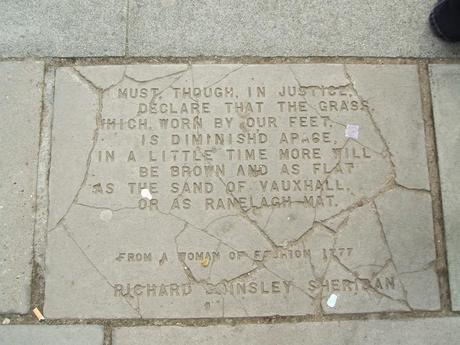 MUST, THOUGH, IN JUSTICE,
DECLARE THAT THE GRASS
WHICH, WORN BY OUR FEET,
IS DIMINISHD APACE,
IN A LITTLE TIME MORE WILL
BE BROWN AND AS FLAT
AS THE SAND OF VAUXHALL,
OR AS RANELAGH MAT.
FROM A WOMAN OF FASHION 1777
RICHARD BRINSLEY SHERIDAN